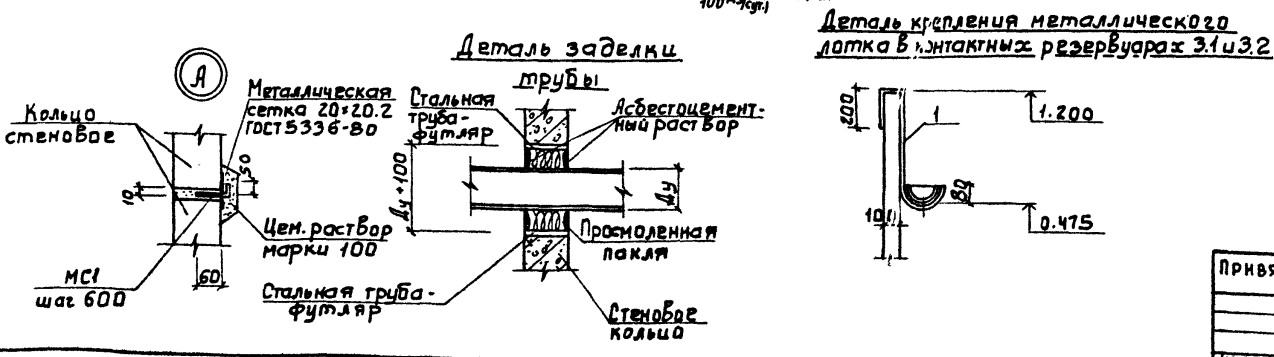 100 м³/сут.)
А
Кольцо
стеновое
Металлическая
сетка 20×20.2
ГОСТ 5336-80
50
10
Цем. раствор
марки 100
МС1
шаг 600
60
Деталь заделки
трубы
Стальная
труба-
футляр
Асбестоцемент-
ный раствор
Ду+100
Ду
Просмоленная
пакля
Стальная труба-
футляр
Стеновое
кольцо
Деталь крепления металлического
лотка в контактных резервуарах 3.1 и 3.2
200
1
1.200
80
0.475
ПРИВЯ